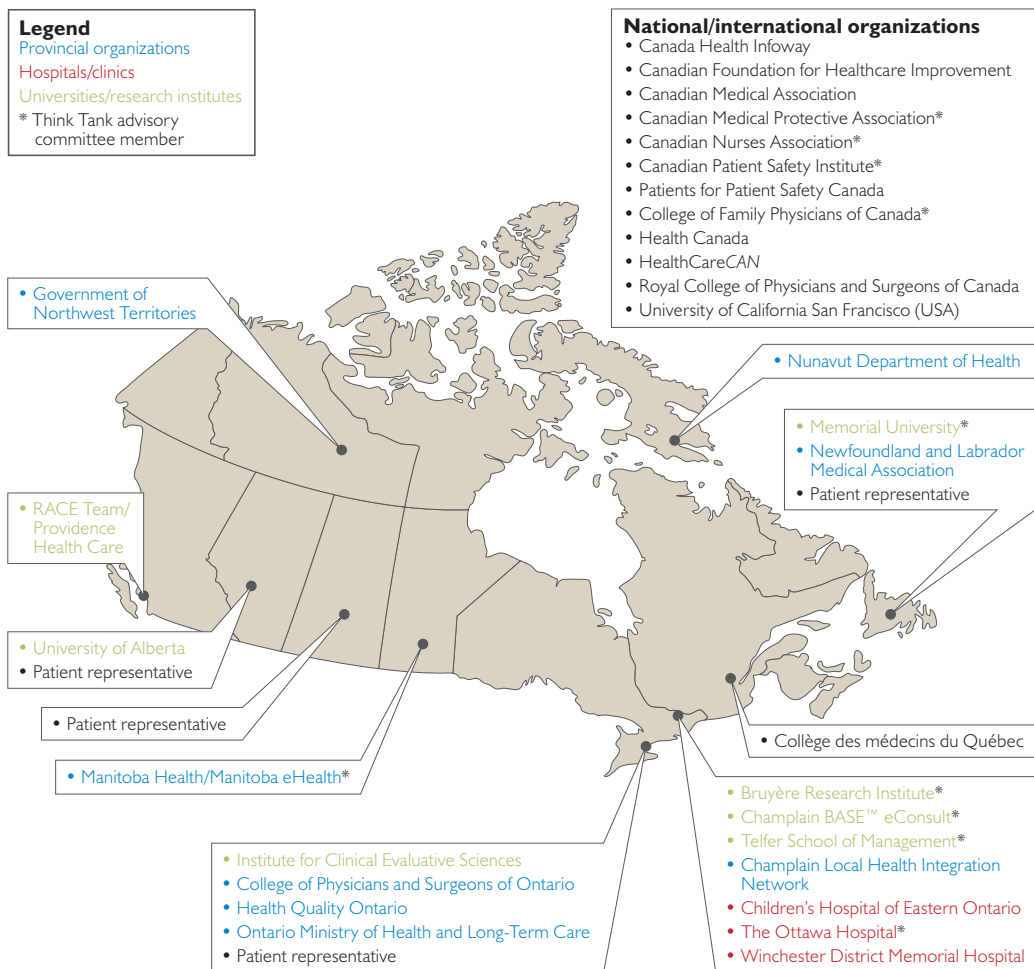 Legend
Provincial organizations
Hospitals/clinics
Universities/research institutes
* Think Tank advisory
committee member
National/international organizations
• Canada Health Infoway
• Canadian Foundation for Healthcare Improvement
• Canadian Medical Association
• Canadian Medical Protective Association*
• Canadian Nurses Association*
• Canadian Patient Safety Institute*
• Patients for Patient Safety Canada
• College of Family Physicians of Canada*
• Health Canada
• HealthCareCAN
• Royal College of Physicians and Surgeons of Canada
• University of California San Francisco (USA)
• Government of
Northwest Territories
• Nunavut Department of Health
• Memorial University*
• Newfoundland and Labrador
Medical Association
• Patient representative
• RACE Team/
Providence
Health Care
• University of Alberta
• Patient representative
• Patient representative
• Manitoba Health/Manitoba eHealth*
• Collège des médecins du Québec
• Institute for Clinical Evaluative Sciences
• College of Physicians and Surgeons of Ontario
• Health Quality Ontario
• Ontario Ministry of Health and Long-Term Care
• Patient representative
• Bruyère Research Institute*
• Champlain BASE™ eConsult*
• Telfer School of Management*
• Champlain Local Health Integration
Network
• Children's Hospital of Eastern Ontario
• The Ottawa Hospital*
• Winchester District Memorial Hospital